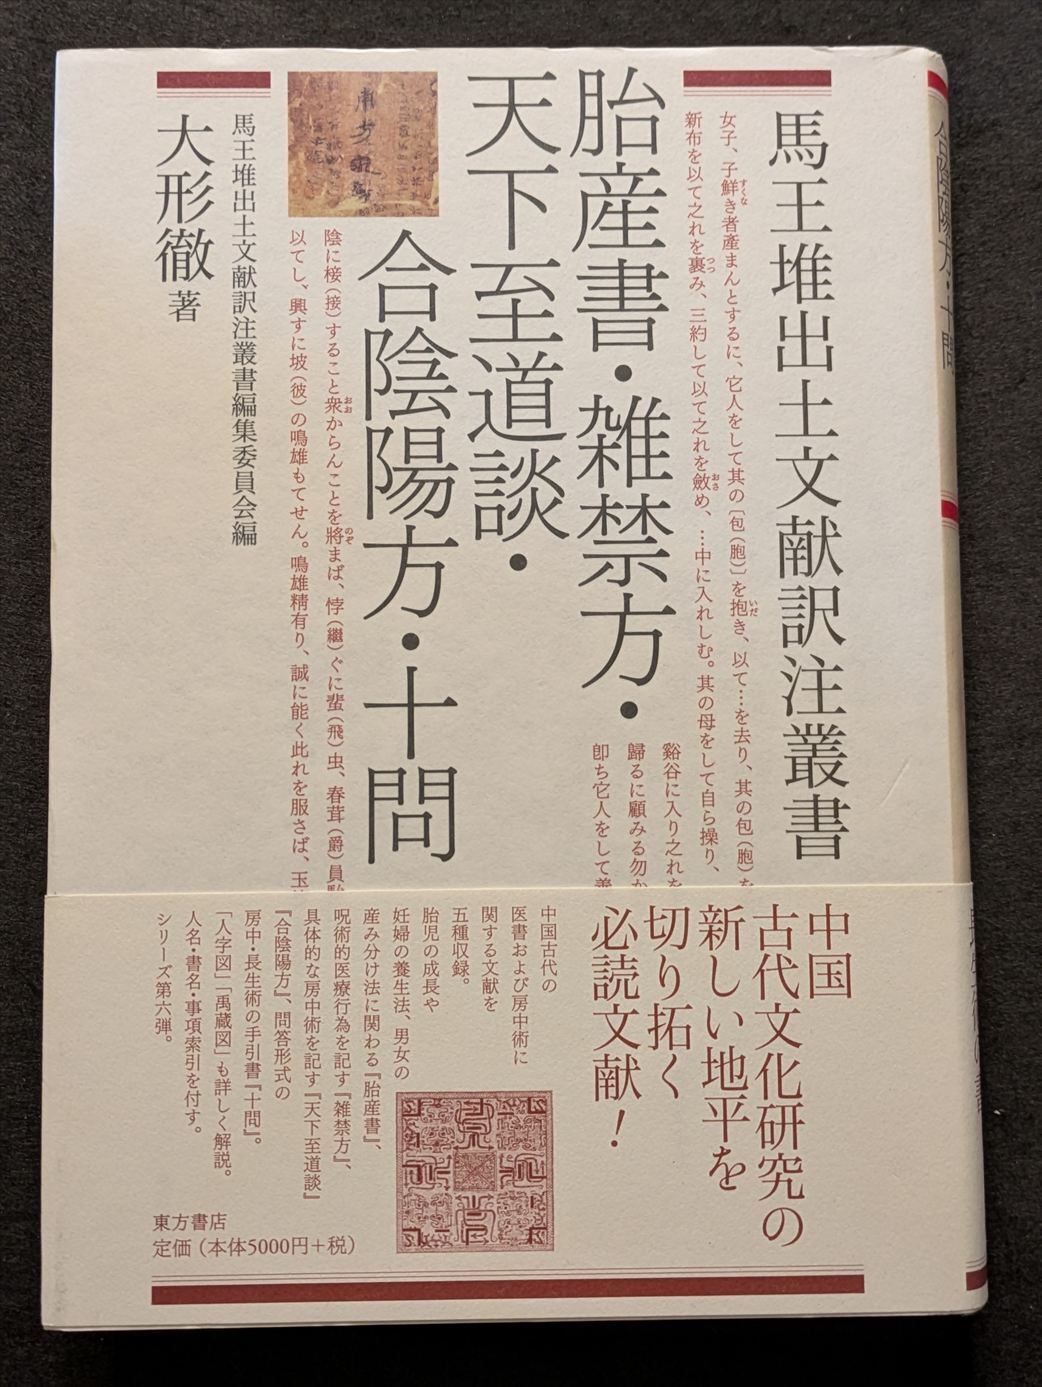 馬王堆出土文献訳注叢書
女子、子鮮き者産まんとするに、它人をして其の〔包(胞)〕を抱き、以て…を去り、其の包(胞)を
新布を以て之れを裹み、三約して以て之れを斂め、…中に入れしむ。其の母をして自ら操り、
谿谷に入り之れを
歸るに顧みる勿か
卽ち它人をして善
胎産書・雑禁方・
天下至道談・
合陰陽方・十問
陰に椄(接)すること衆からんことを將まば、悖(繼)ぐに蜚(飛)虫、春茸(爵)員
以てし、興すに坡(彼)の鳴雄もてせん。鳴雄精有り、誠に能く此れを服さば、玉
馬王堆出土文献訳注叢書編集委員会編
大形徹 著
合陰陽方・十問
中国
古代文化研究の
新しい地平を
切り拓く
必読文献！
中国古代の
医書および房中術に
関する文献を
五種収録。
胎児の成長や
妊婦の養生法、男女の
産み分け法に関わる『胎産書』、
呪術的医療行為を記す『雑禁方』、
具体的な房中術を記す『天下至道談』
『合陰陽方』、問答形式の
房中・長生術の手引書『十問』。
「人字図」「禹蔵図」も詳しく解説。
人名・書名・事項索引を付す。
シリーズ第六弾。
東方書店
定価（本体5000円＋税）